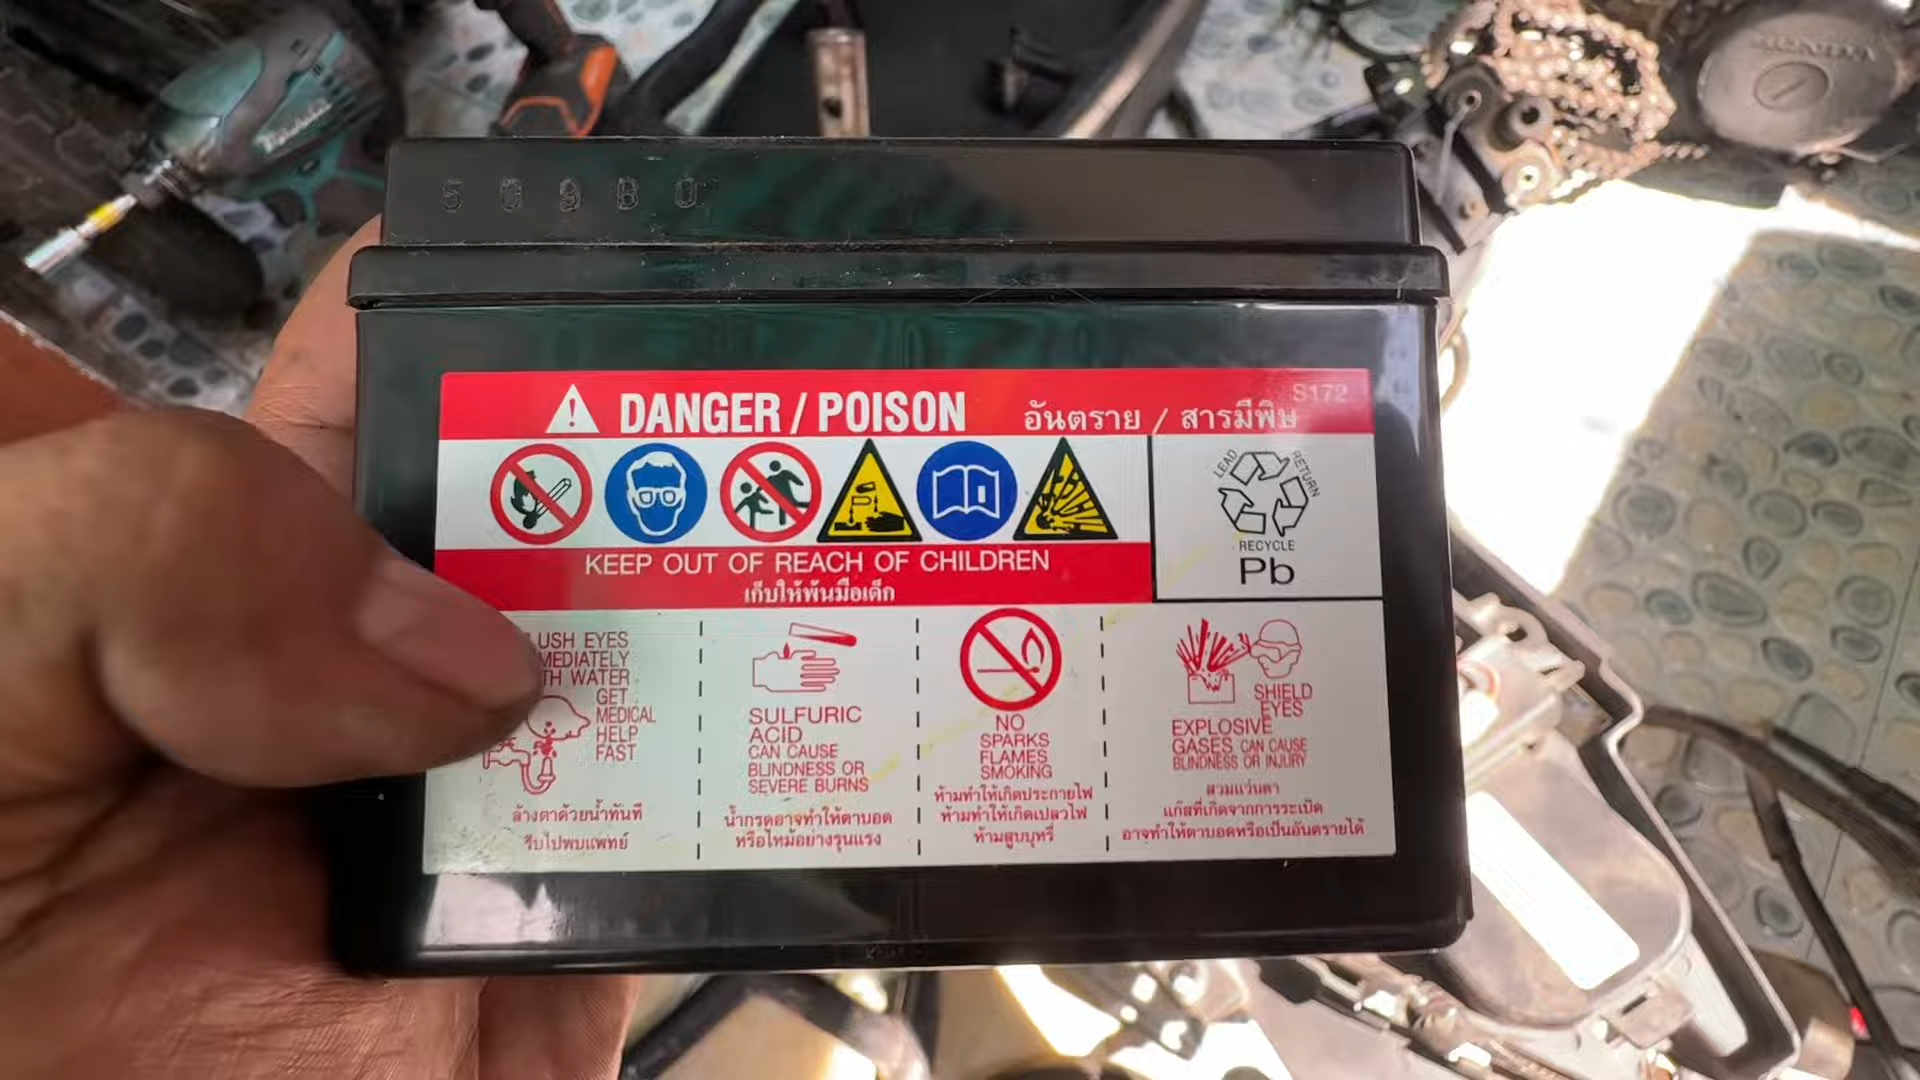 50980
HONDA
makita
DANGER / POISON
อันตราย / สารมีพิษ
S172
LEAD
RETURN
RECYCLE
Pb
KEEP OUT OF REACH OF CHILDREN
เก็บให้พ้นมือเด็ก
EYES
WATER
GET
MEDICAL
HELP
FAST
ล้างตาด้วยน้ำทันที
รีบไปพบแพทย์
SULFURIC
ACID
CAN CAUSE
BLINDNESS OR
SEVERE BURNS
น้ำกรดอาจทำให้ตาบอด
หรือไหม้อย่างรุนแรง
NO
SPARKS
FLAMES
SMOKING
ห้ามทำให้เกิดประกายไฟ
ห้ามทำให้เกิดเปลวไฟ
ห้ามสูบบุหรี่
SHIELD
EYES
EXPLOSIVE
GASES CAN CAUSE
BLINDNESS OR INJURY
สวมแว่นตา
แก๊สที่เกิดจากการระเบิด
อาจทำให้ตาบอดหรือเป็นอันตรายได้